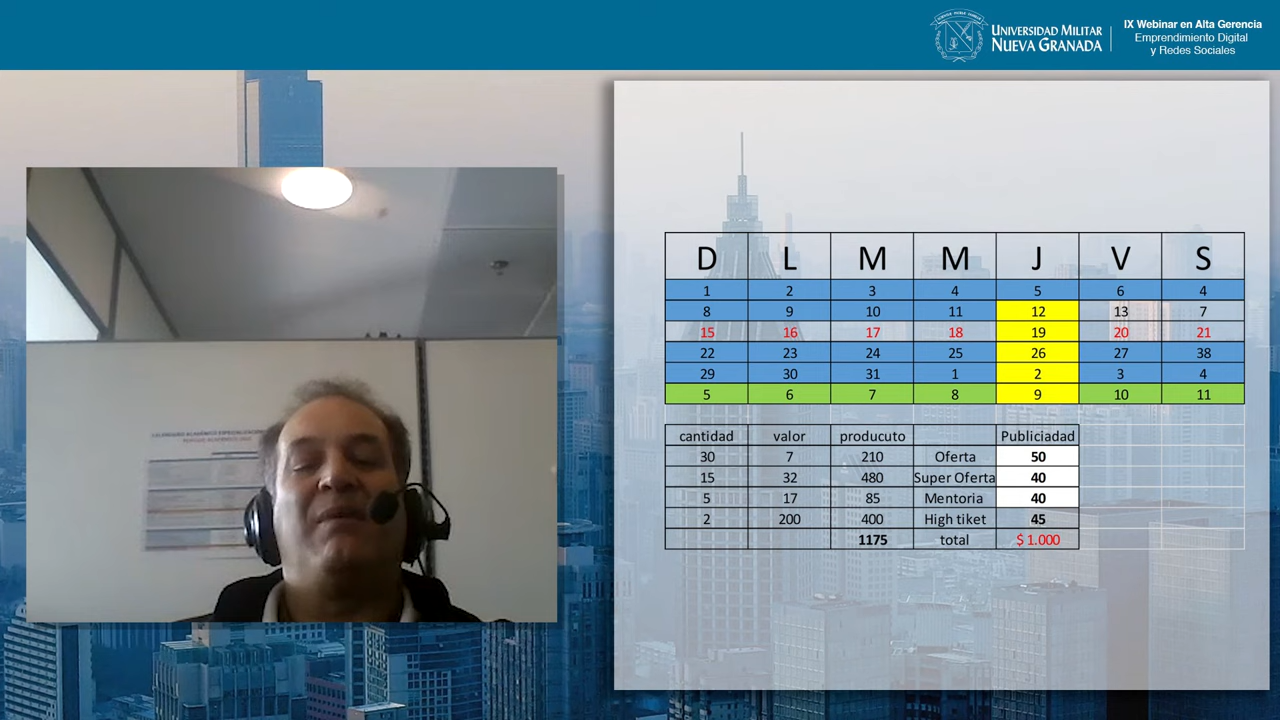 UNIVERSIDAD MILITAR
NUEVA GRANADA
IX Webinar en Alta Gerencia
Emprendimiento Digital
y Redes Sociales
D L M M J V S
1 2 3 4 5 6 4
8 9 10 11 12 13 7
15 16 17 18 19 20 21
22 23 24 25 26 27 38
29 30 31 1 2 3 4
5 6 7 8 9 10 11
cantidad valor producuto Publiciadad
30 7 210 Oferta 50
15 32 480 Super Oferta 40
5 17 85 Mentoria 40
2 200 400 High tiket 45
1175 total $ 1.000